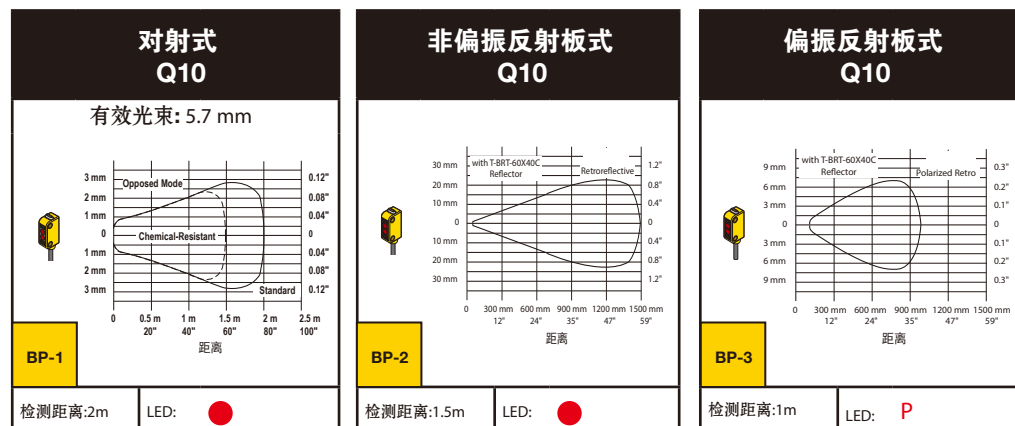 对射式
Q10
有效光束: 5.7 mm
3 mm
2 mm
1 mm
0
1 mm
2 mm
3 mm
Opposed Mode
Chemical-Resistant
Standard
0.12"
0.08"
0.04"
0
0.04"
0.08"
0.12"
0 0.5 m 1 m 1.5 m 2 m 2.5 m
20" 40" 60" 80" 100"
距离
BP-1
检测距离:2m LED:
非偏振反射板式
Q10
30 mm
20 mm
10 mm
0
10 mm
20 mm
30 mm
with T-BRT-60X40C
Reflector
Retroreflective
1.2"
0.8"
0.4"
0
0.4"
0.8"
1.2"
0 300 mm 600 mm 900 mm 1200 mm 1500 mm
12" 24" 35" 47" 59"
距离
BP-2
检测距离:1.5m LED:
偏振反射板式
Q10
9 mm
6 mm
3 mm
0
3 mm
6 mm
9 mm
with T-BRT-60X40C
Reflector
Polarized Retro
0.3"
0.2"
0.1"
0
0.1"
0.2"
0.3"
0 300 mm 600 mm 900 mm 1200 mm 1500 mm
12" 24" 35" 47" 59"
距离
BP-3
检测距离:1m LED: P